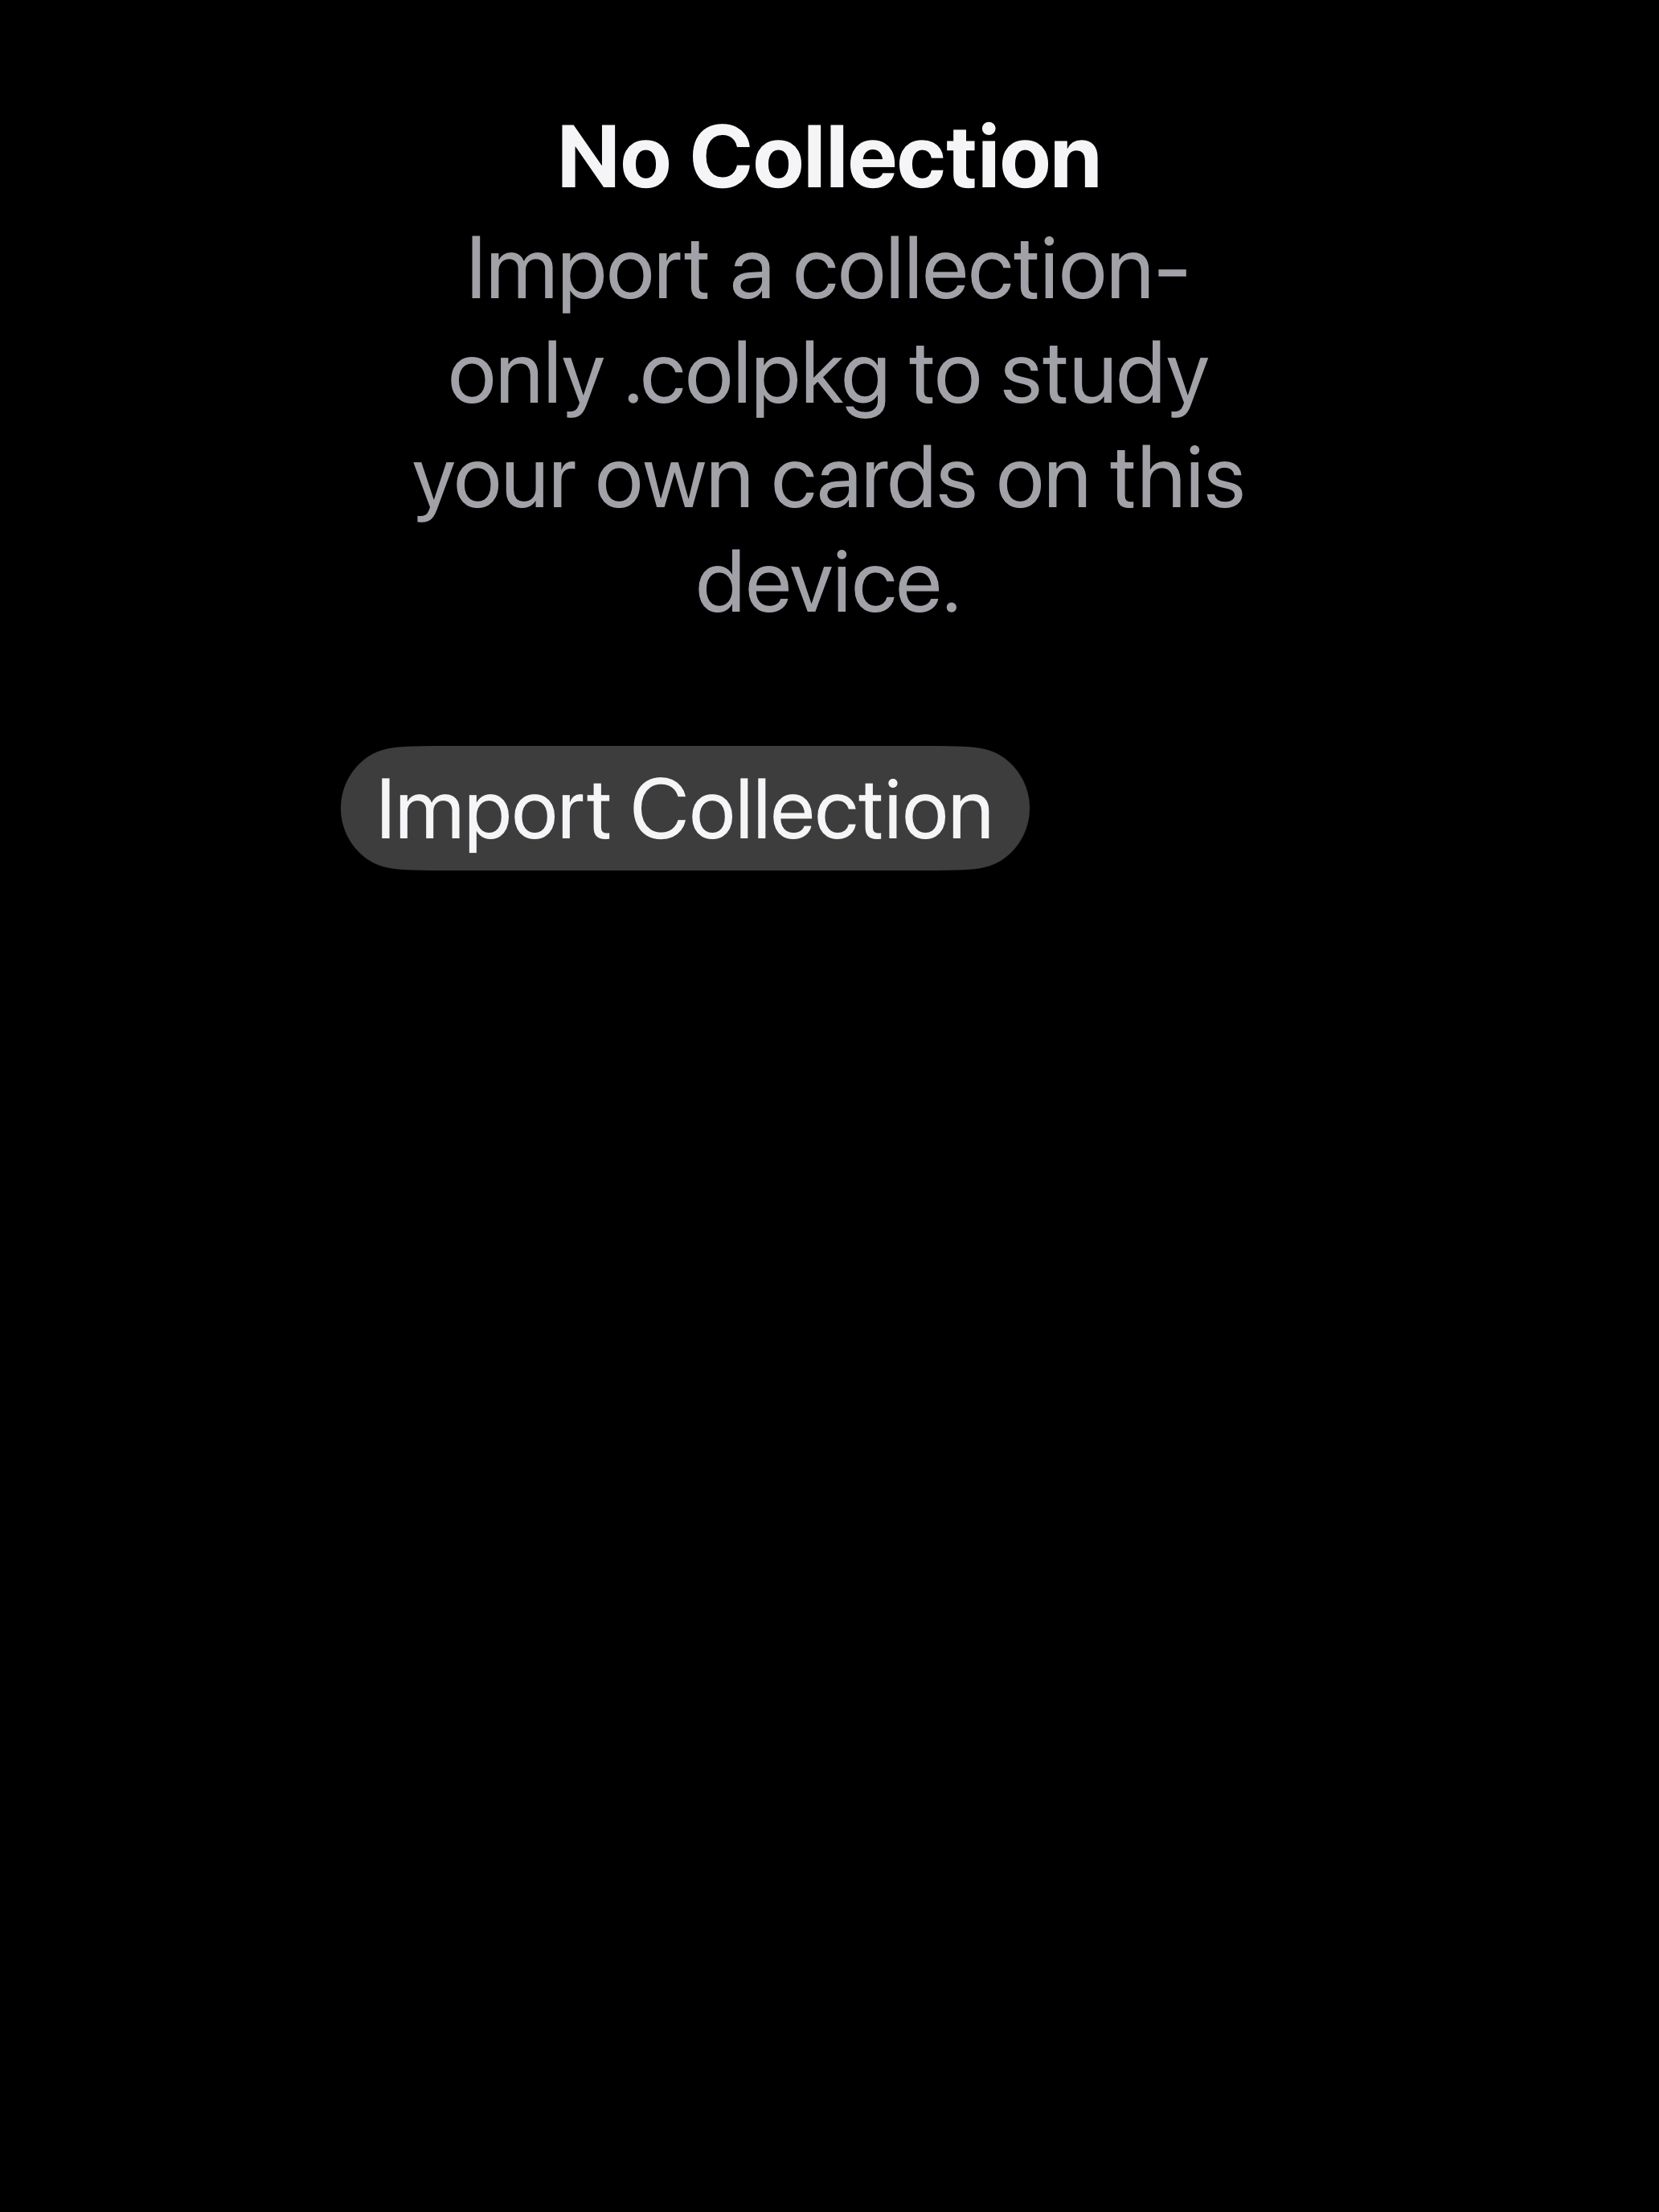 No Collection
Import a collection-
only .colpkg to study
your own cards on this
device.
Import Collection